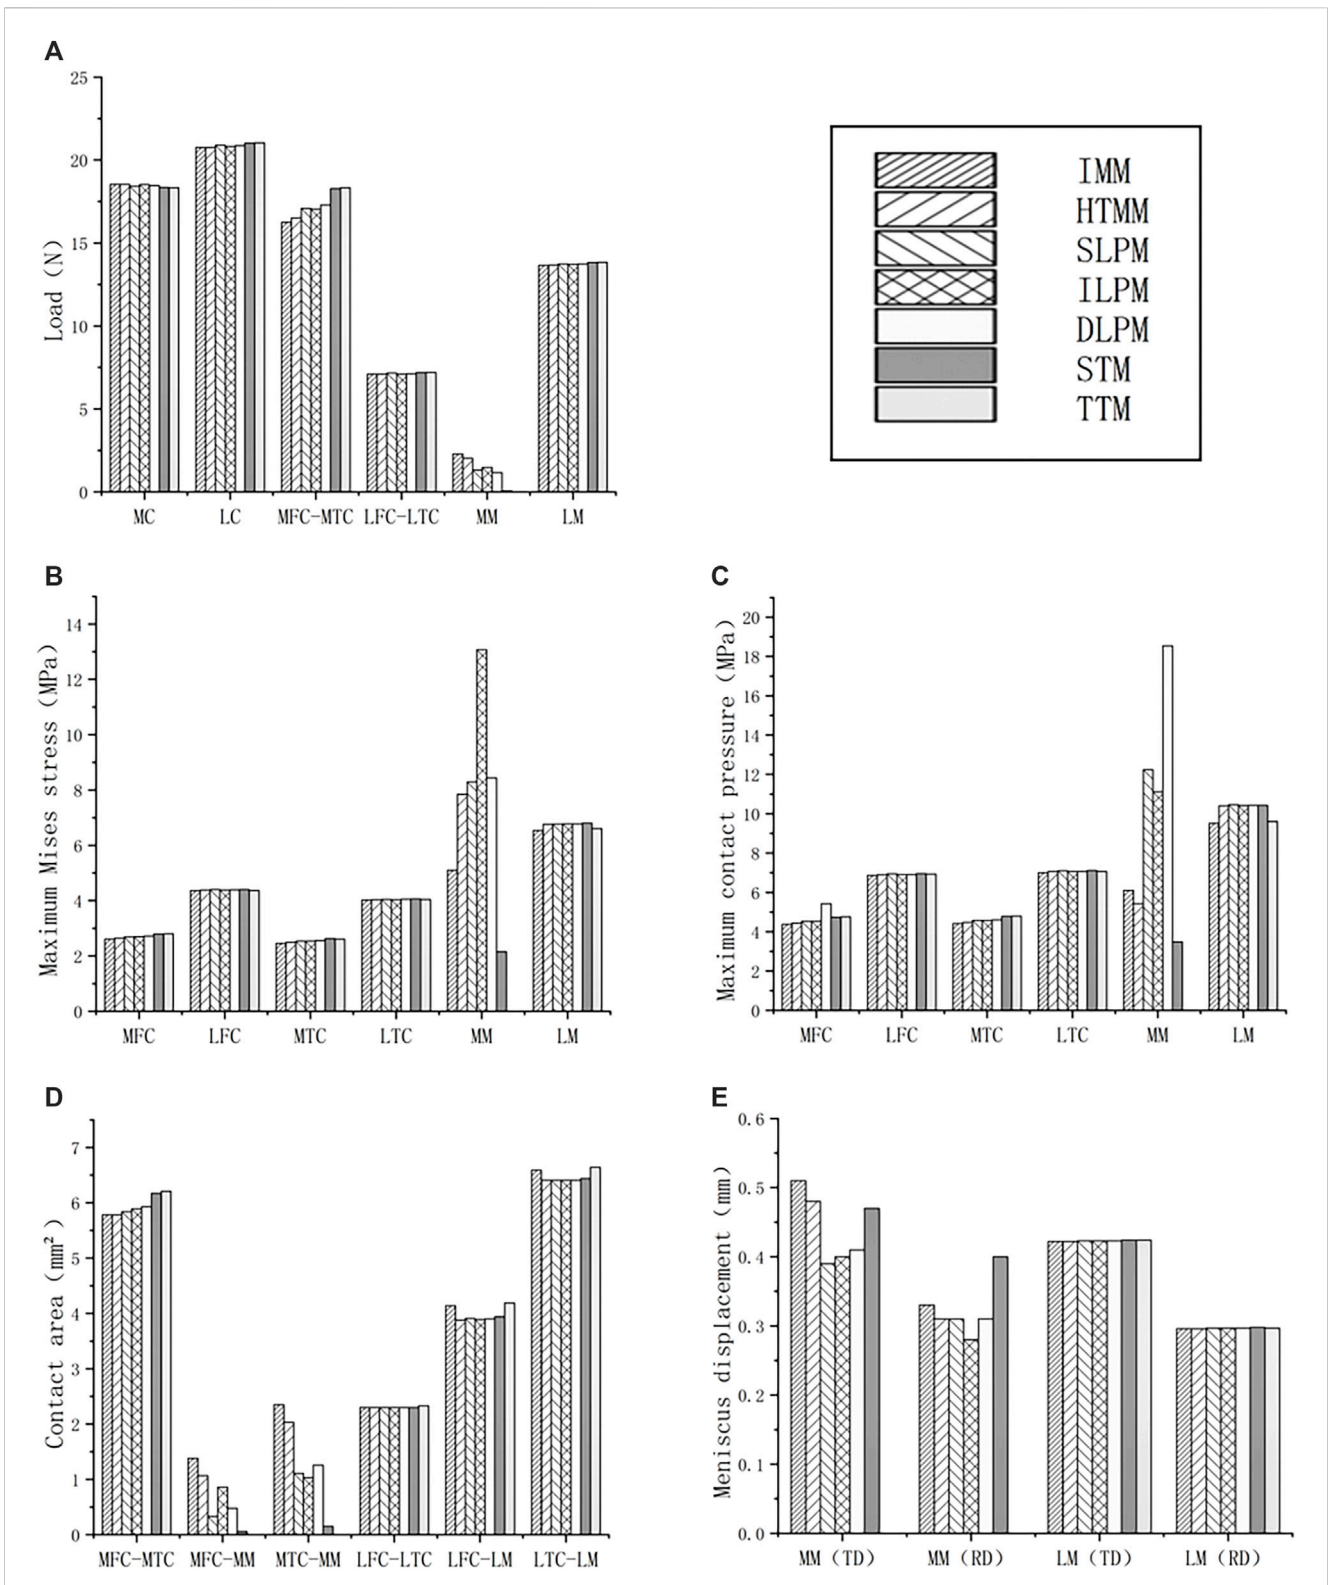 A
25
20
15
10
5
0
Load (N)
MC LC MFC-MTC LFC-LTC MM LM
IMM
HTMM
SLPM
ILPM
DLPM
STM
TTM
B
14
12
10
8
6
4
2
0
Maximum Mises stress (MPa)
MFC LFC MTC LTC MM LM
C
20
18
16
14
12
10
8
6
4
2
0
Maximum contact pressure (MPa)
MFC LFC MTC LTC MM LM
D
7
6
5
4
3
2
1
0
Contact area (mm²)
MFC-MTC MFC-MM MTC-MM LFC-LTC LFC-LM LTC-LM
E
0.6
0.5
0.4
0.3
0.2
0.1
0.0
Meniscus displacement (mm)
MM (TD) MM (RD) LM (TD) LM (RD)